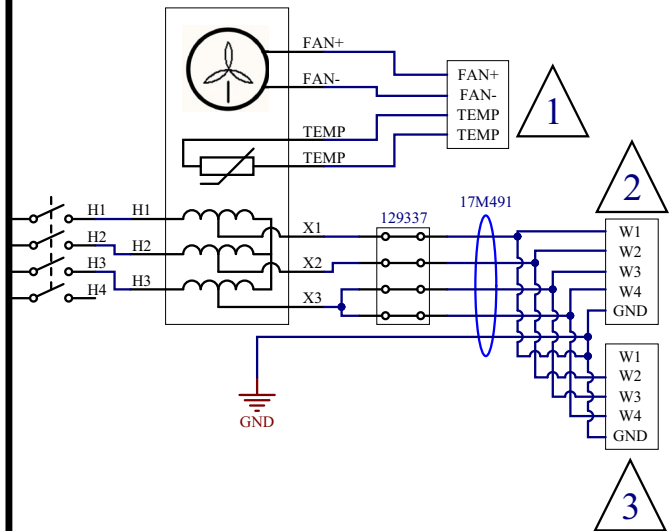 FAN+
FAN-
TEMP
TEMP
FAN+
FAN-
TEMP
TEMP
1
2
H1 H1
H2
H2
H3
H3
H4
X1
X2
X3
129337
17M491
W1
W2
W3
W4
GND
W1
W2
W3
W4
GND
GND
3